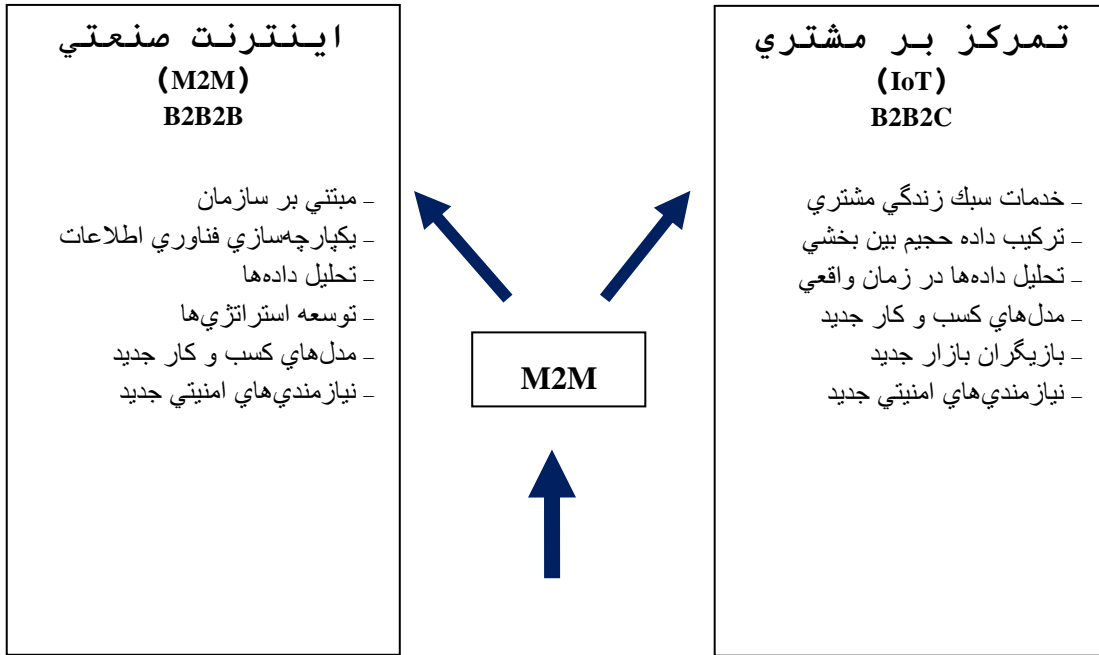 تمركز بر مشتري
(IoT)
B2B2C
- خدمات سبك زندگي مشتري
- تركيب داده حجيم بين بخشي
- تحليل داده‌ها در زمان واقعي
- مدل‌هاي كسب و كار جديد
- بازيگران بازار جديد
- نيازمندي‌هاي امنيتي جديد
M2M
اينترنت صنعتي
(M2M)
B2B2B
- مبتني بر سازمان
- يكپارچه‌سازي فناوري اطلاعات
- تحليل داده‌ها
- توسعه استراتژي‌ها
- مدل‌هاي كسب و كار جديد
- نيازمندي‌هاي امنيتي جديد